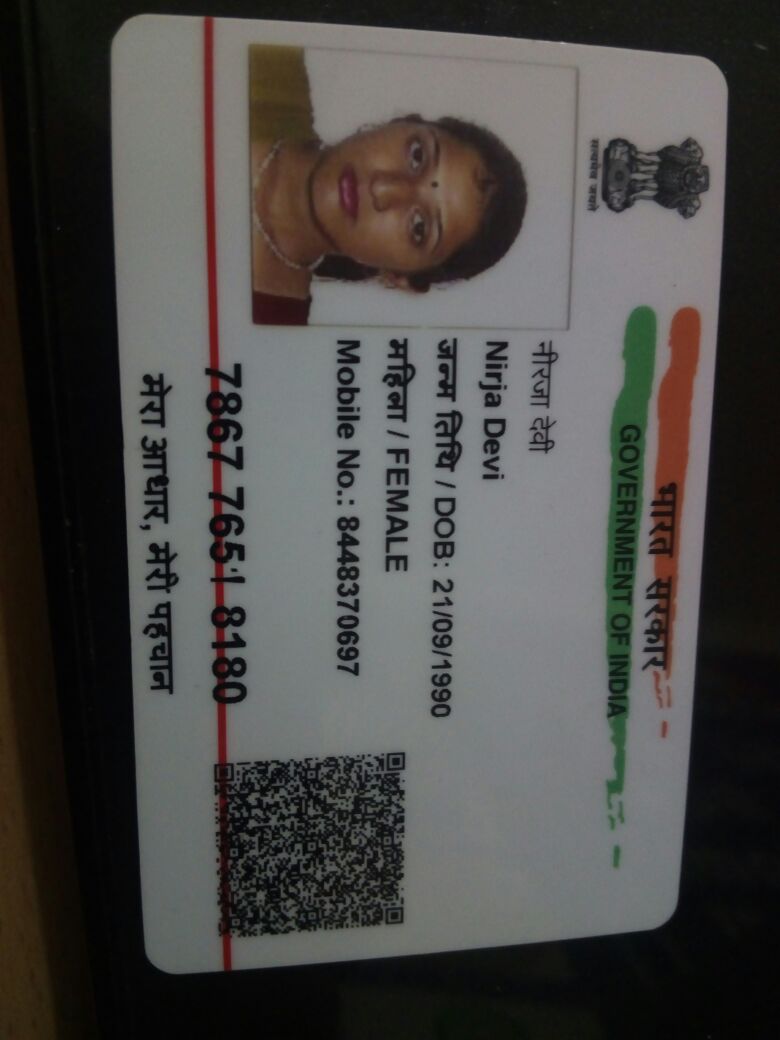 भारत सरकार
GOVERNMENT OF INDIA
सत्यमेव जयते
नीरजा देवी
Nirja Devi
जन्म तिथि / DOB: 21/09/1990
महिला / FEMALE
Mobile No.: 8448370697
7867 7651 8180
मेरा आधार, मेरी पहचान